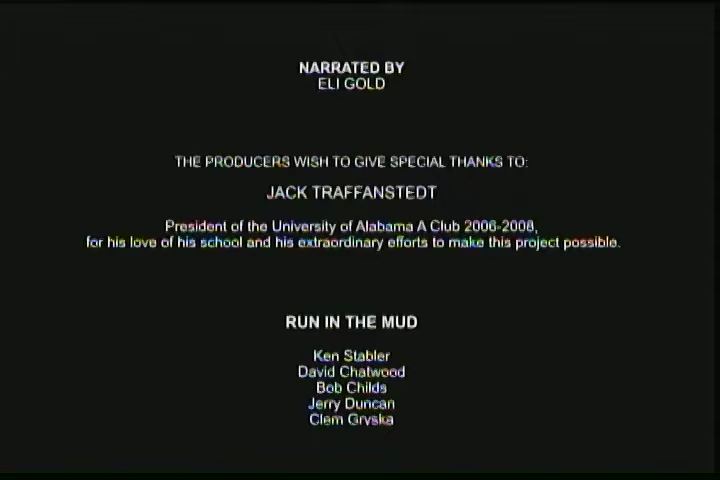 NARRATED BY
ELI GOLD
THE PRODUCERS WISH TO GIVE SPECIAL THANKS TO:
JACK TRAFFANSTEDT
President of the University of Alabama A Club 2006-2008,
for his love of his school and his extraordinary efforts to make this project possible.
RUN IN THE MUD
Ken Stabler
David Chatwood
Bob Childs
Jerry Duncan
Clem Gryska